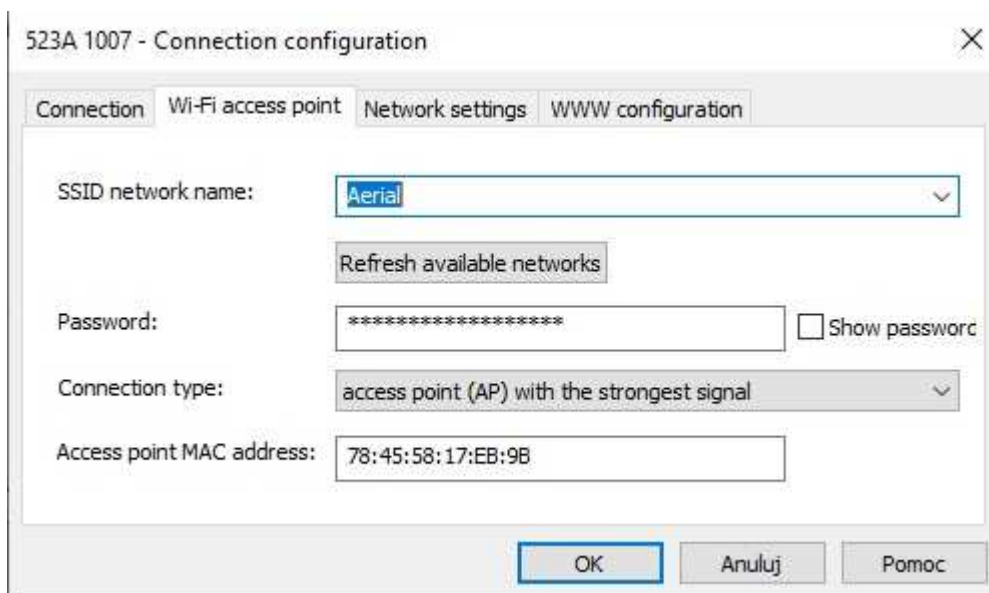 523A 1007 - Connection configuration
Connection Wi-Fi access point Network settings WWW configuration
SSID network name: Aerial
Refresh available networks
Password: ****************** Show password
Connection type: access point (AP) with the strongest signal
Access point MAC address: 78:45:58:17:EB:9B
OK Anuluj Pomoc